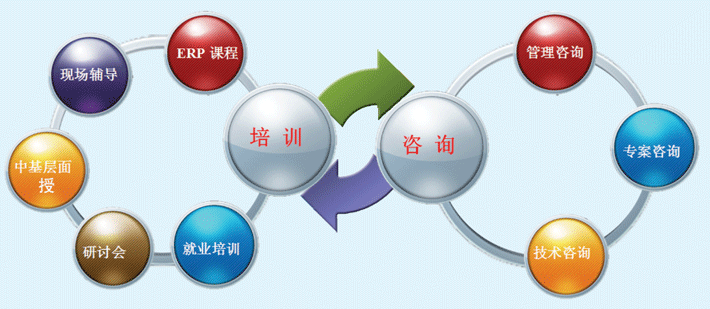 ERP 课程
现场辅导
中基层面
授
研讨会
就业培训
培 训
咨 询
管理咨询
专案咨询
技术咨询